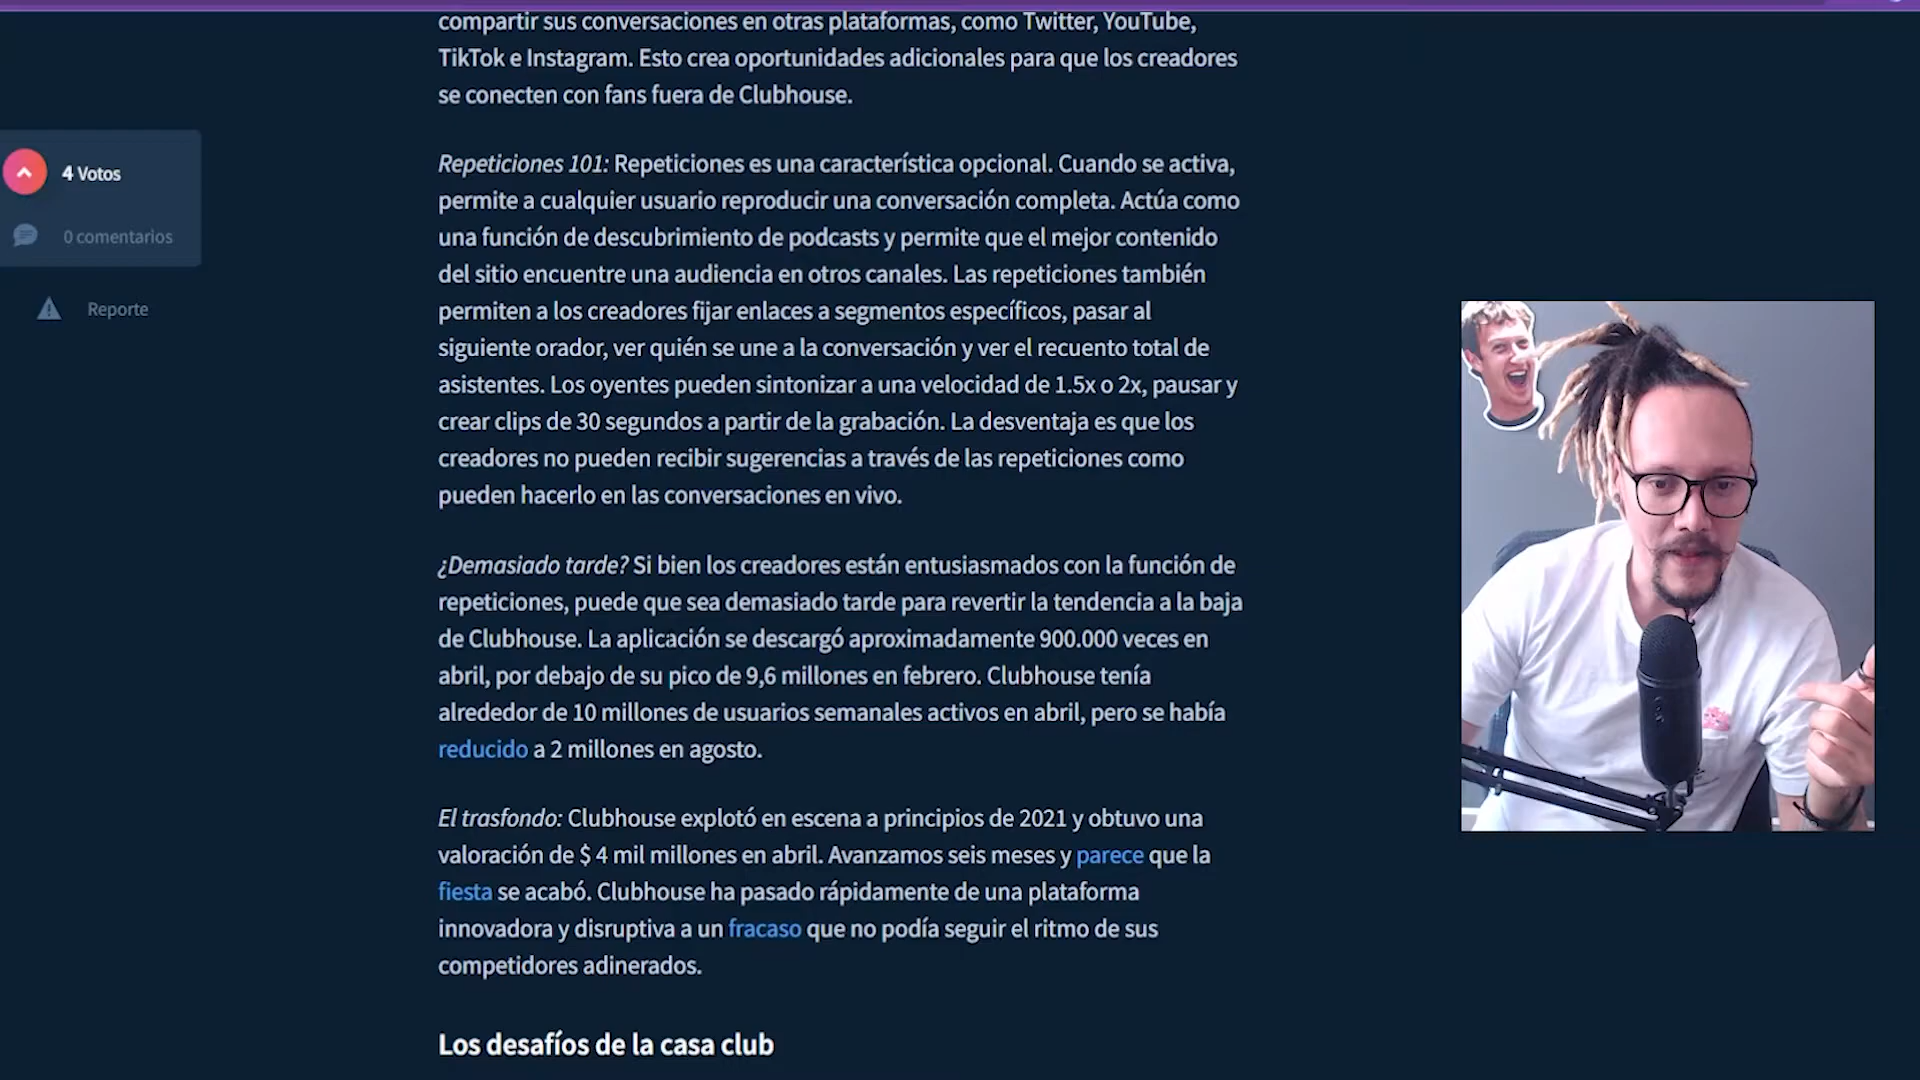 compartir sus conversaciones en otras plataformas, como Twitter, YouTube,
TikTok e Instagram. Esto crea oportunidades adicionales para que los creadores
se conecten con fans fuera de Clubhouse.
4 Votos
0 comentarios
Reporte
Repeticiones 101: Repeticiones es una característica opcional. Cuando se activa,
permite a cualquier usuario reproducir una conversación completa. Actúa como
una función de descubrimiento de podcasts y permite que el mejor contenido
del sitio encuentre una audiencia en otros canales. Las repeticiones también
permiten a los creadores fijar enlaces a segmentos específicos, pasar al
siguiente orador, ver quién se une a la conversación y ver el recuento total de
asistentes. Los oyentes pueden sintonizar a una velocidad de 1.5x o 2x, pausar y
crear clips de 30 segundos a partir de la grabación. La desventaja es que los
creadores no pueden recibir sugerencias a través de las repeticiones como
pueden hacerlo en las conversaciones en vivo.
¿Demasiado tarde? Si bien los creadores están entusiasmados con la función de
repeticiones, puede que sea demasiado tarde para revertir la tendencia a la baja
de Clubhouse. La aplicación se descargó aproximadamente 900.000 veces en
abril, por debajo de su pico de 9,6 millones en febrero. Clubhouse tenía
alrededor de 10 millones de usuarios semanales activos en abril, pero se había
reducido a 2 millones en agosto.
El trasfondo: Clubhouse explotó en escena a principios de 2021 y obtuvo una
valoración de $ 4 mil millones en abril. Avanzamos seis meses y parece que la
fiesta se acabó. Clubhouse ha pasado rápidamente de una plataforma
innovadora y disruptiva a un fracaso que no podía seguir el ritmo de sus
competidores adinerados.
Los desafíos de la casa club